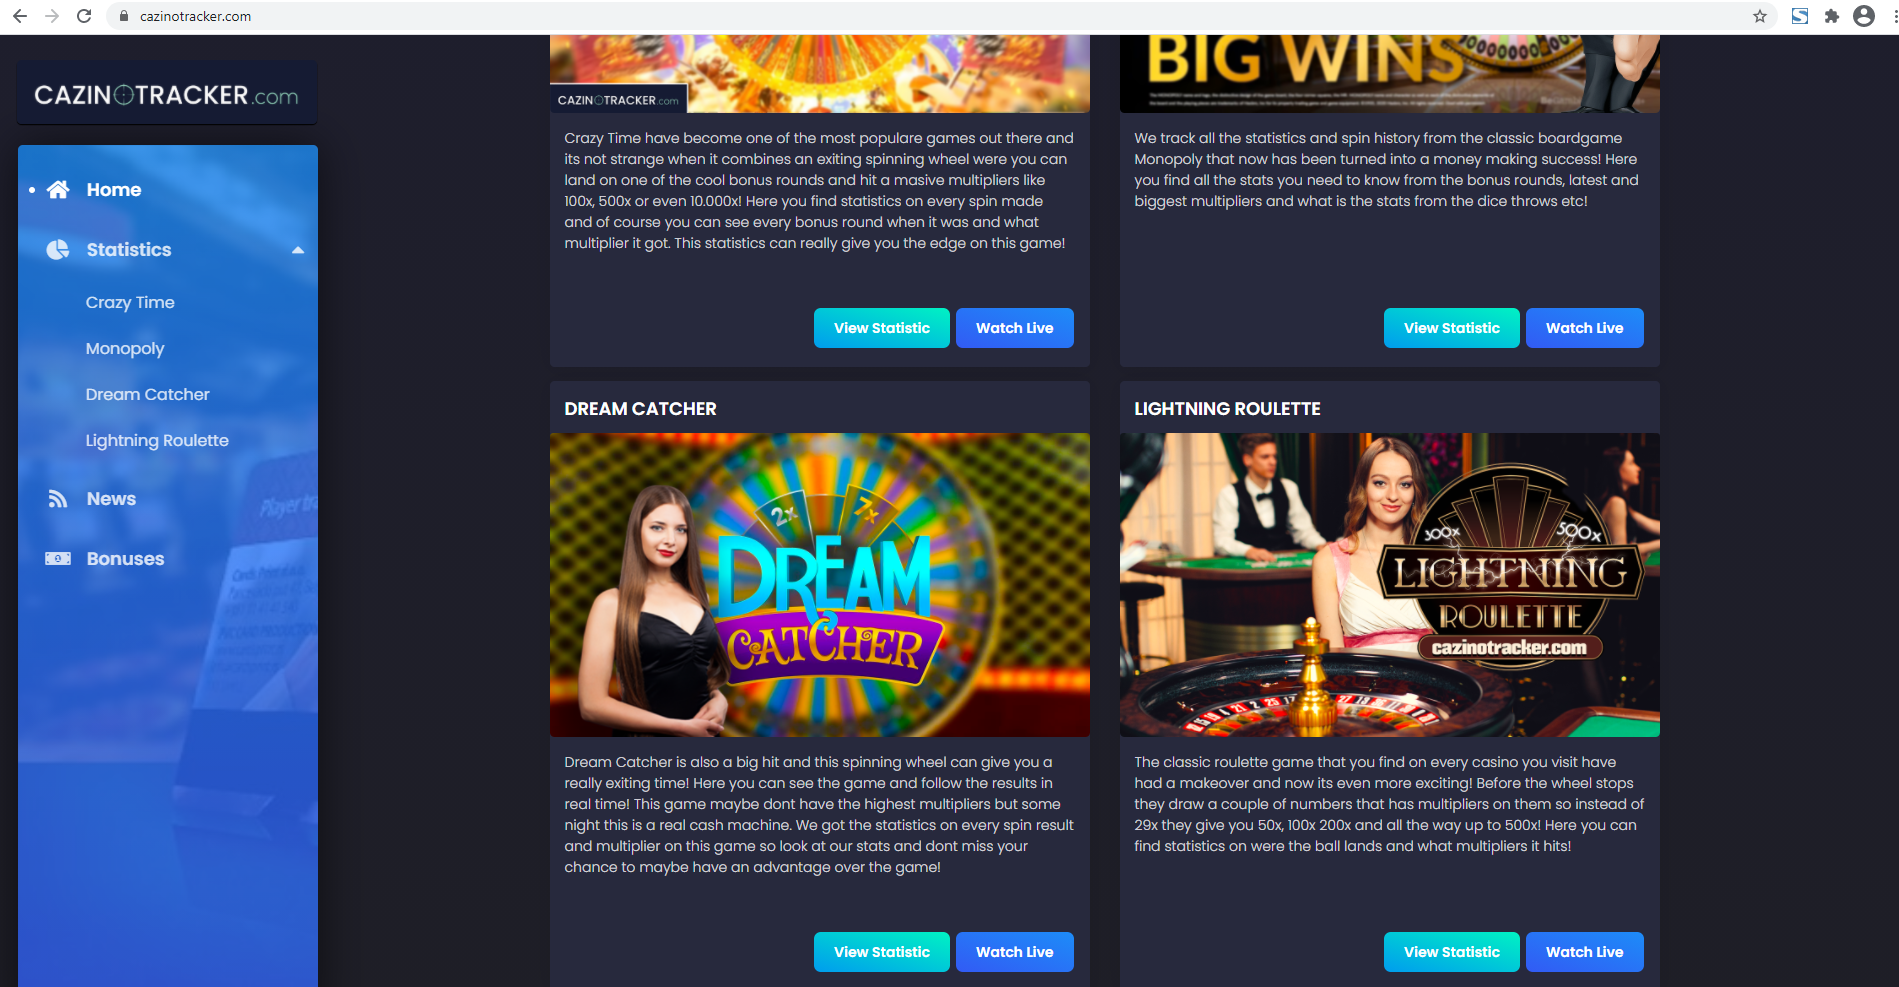 cazinotracker.com
CAZINOTRACKER.com
Home
Statistics
Crazy Time
Monopoly
Dream Catcher
Lightning Roulette
News
Bonuses
CAZINOTRACKER.com
Crazy Time have become one of the most populare games out there and
its not strange when it combines an exiting spinning wheel were you can
land on one of the cool bonus rounds and hit a masive multipliers like
100x, 500x or even 10.000x! Here you find statistics on every spin made
and of course you can see every bonus round when it was and what
multiplier it got. This statistics can really give you the edge on this game!
View Statistic
Watch Live
BIG WINS
We track all the statistics and spin history from the classic boardgame
Monopoly that now has been turned into a money making success! Here
you find all the stats you need to know from the bonus rounds, latest and
biggest multipliers and what is the stats from the dice throws etc!
View Statistic
Watch Live
DREAM CATCHER
2x
7x
DREAM
CATCHER
Dream Catcher is also a big hit and this spinning wheel can give you a
really exiting time! Here you can see the game and follow the results in
real time! This game maybe dont have the highest multipliers but some
night this is a real cash machine. We got the statistics on every spin result
and multiplier on this game so look at our stats and dont miss your
chance to maybe have an advantage over the game!
View Statistic
Watch Live
LIGHTNING ROULETTE
300x
500x
LIGHTNING
ROULETTE
cazinotracker.com
The classic roulette game that you find on every casino you visit have
had a makeover and now its even more exciting! Before the wheel stops
they draw a couple of numbers that has multipliers on them so instead of
29x they give you 50x, 100x 200x and all the way up to 500x! Here you can
find statistics on were the ball lands and what multipliers it hits!
View Statistic
Watch Live